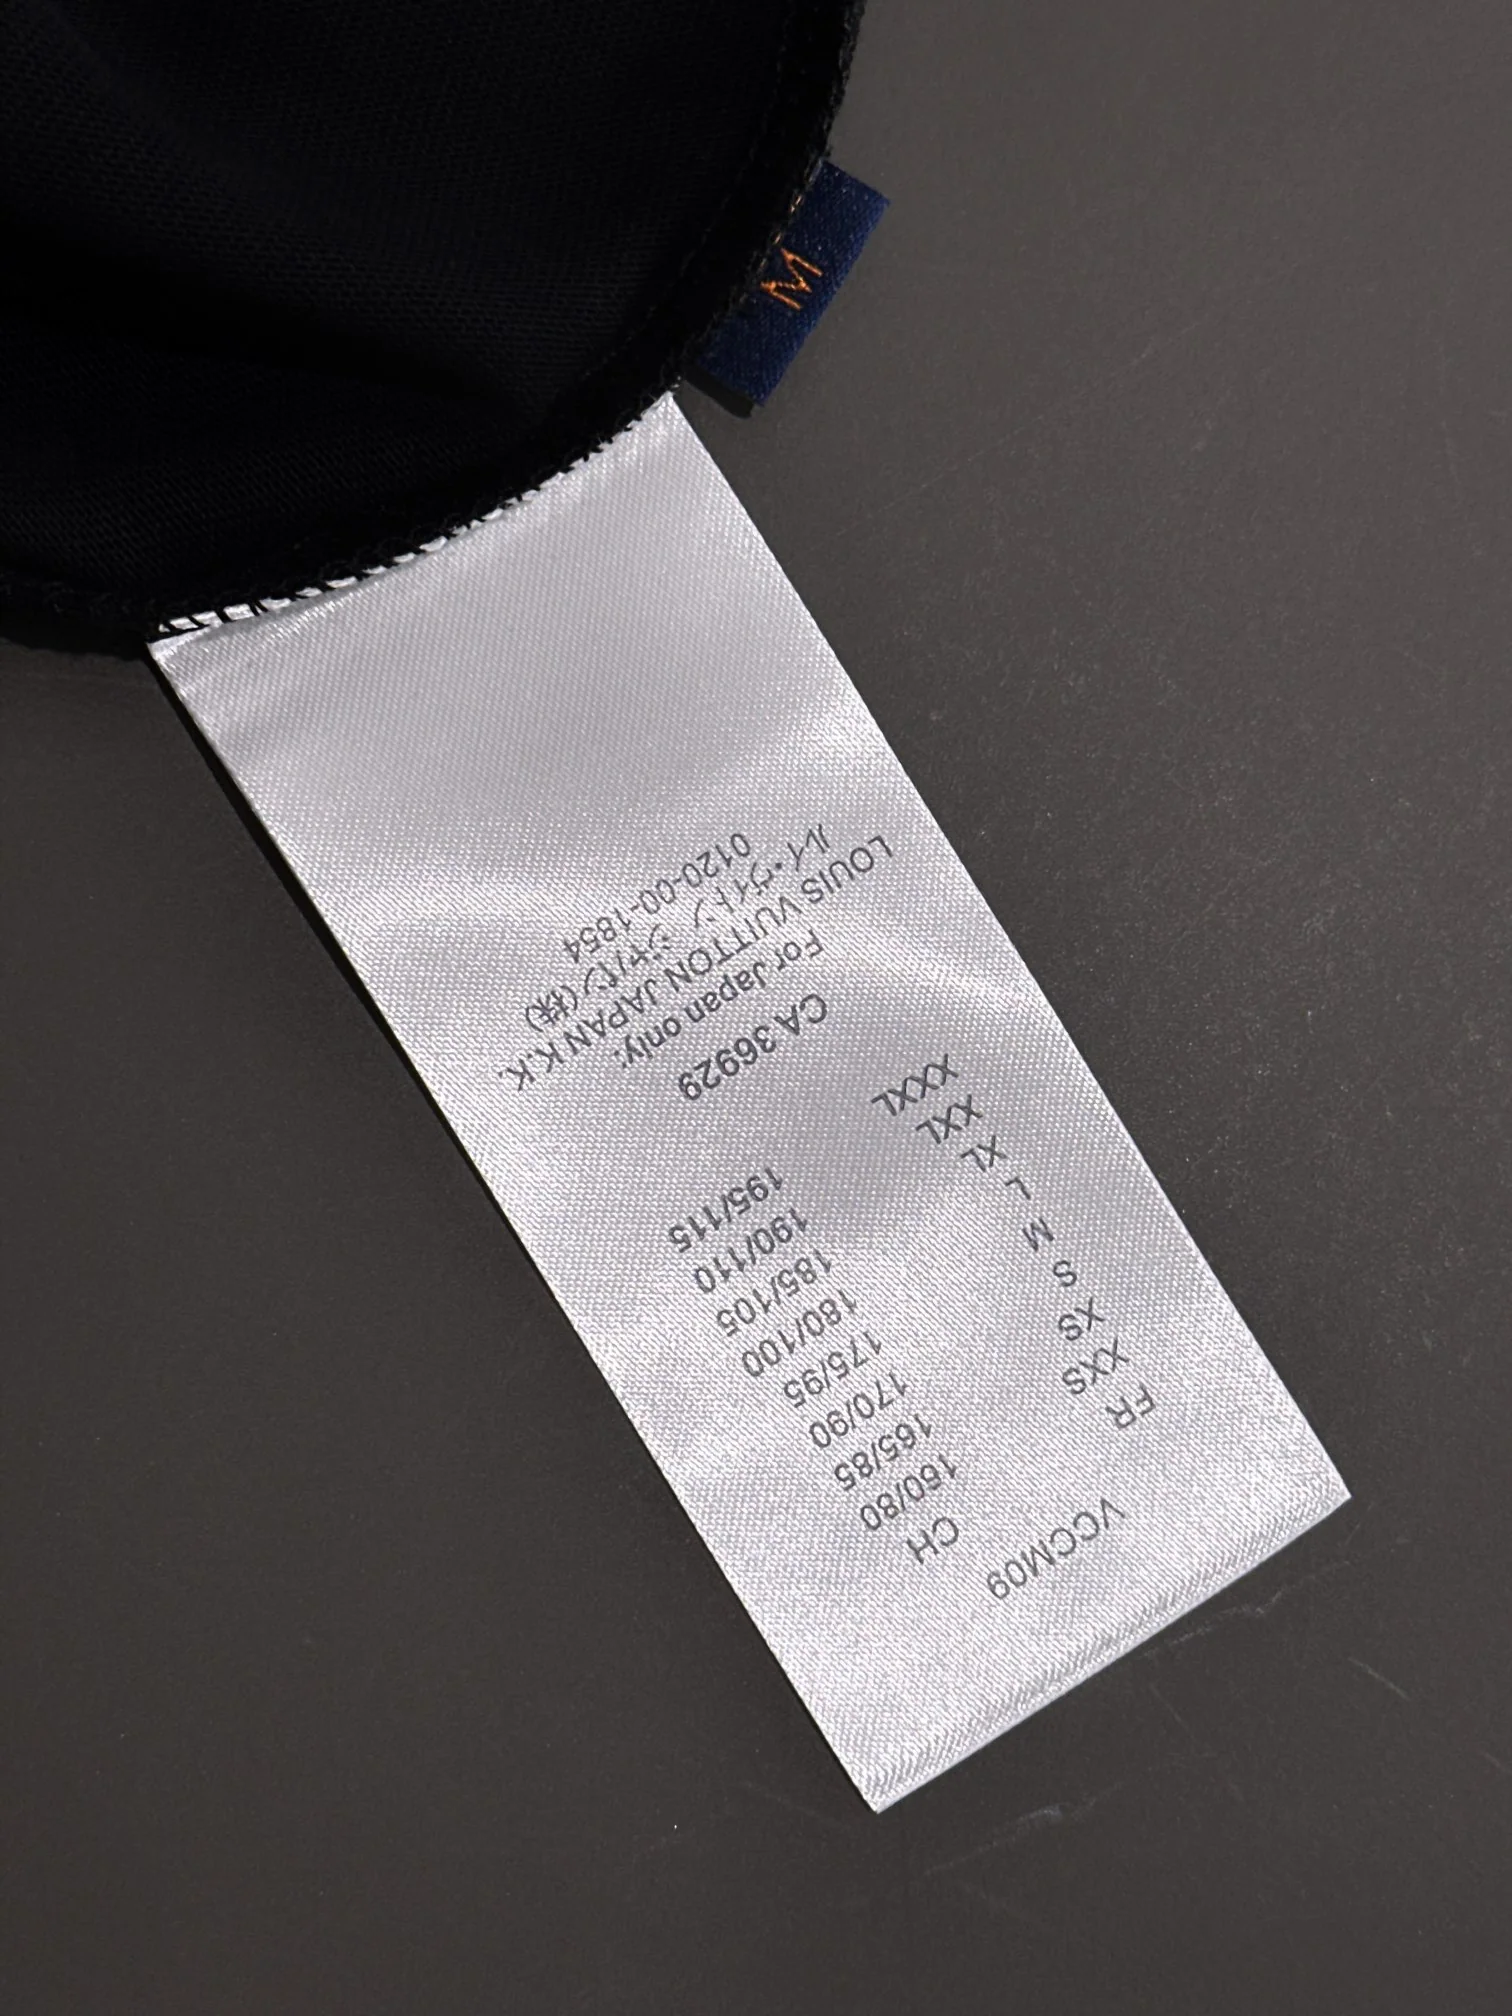 M
VCCM09
FR CH
XXS 160/80
XS 165/85
S 170/90
M 175/95
L 180/100
XL 185/105
XXL 190/110
XXXL 195/115
CA 36929
For Japan only:
LOUIS VUITTON JAPAN K.K.
ルイ・ヴィトン ジャパン(株)
0120-00-1854